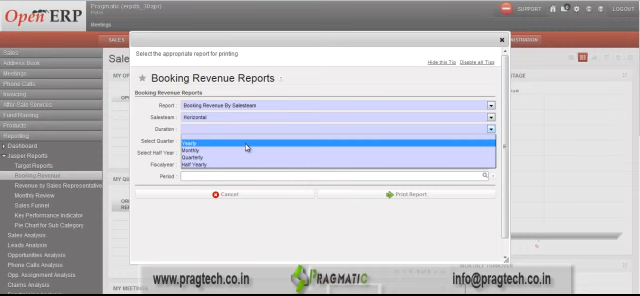 Open ERP
Pragmatic (erpdb_30apr)
Meetings
SUPPORT
LOGOUT
SALES
Sales
Address Book
Meetings
Phone Calls
Invoicing
After-Sale Services
Fund Raising
Products
Reporting
Dashboard
Jasper Reports
Target Reports
Booking Revenue
Revenue by Sales Representative
Monthly Review
Sales Funnel
Key Performance Indicator
Pie Chart for Sub Category
Sales Analysis
Leads Analysis
Opportunities Analysis
Phone Calls Analysis
Opp. Assignment Analysis
Claims Analysis
Select the appropriate report for printing
Hide this Tip Disable all Tips
Booking Revenue Reports
Booking Revenue Reports
Report : Booking Revenue By Salesteam
Salesteam : Horizontal
Duration :
Select Quarter :
Yearly
Monthly
Select Half Year :
Quarterly
Fiscalyear :
Half Yearly
Period :
Cancel
Print Report
MY MEETINGS
www.pragtech.co.in
PRAGMATIC
info@pragtech.co.in